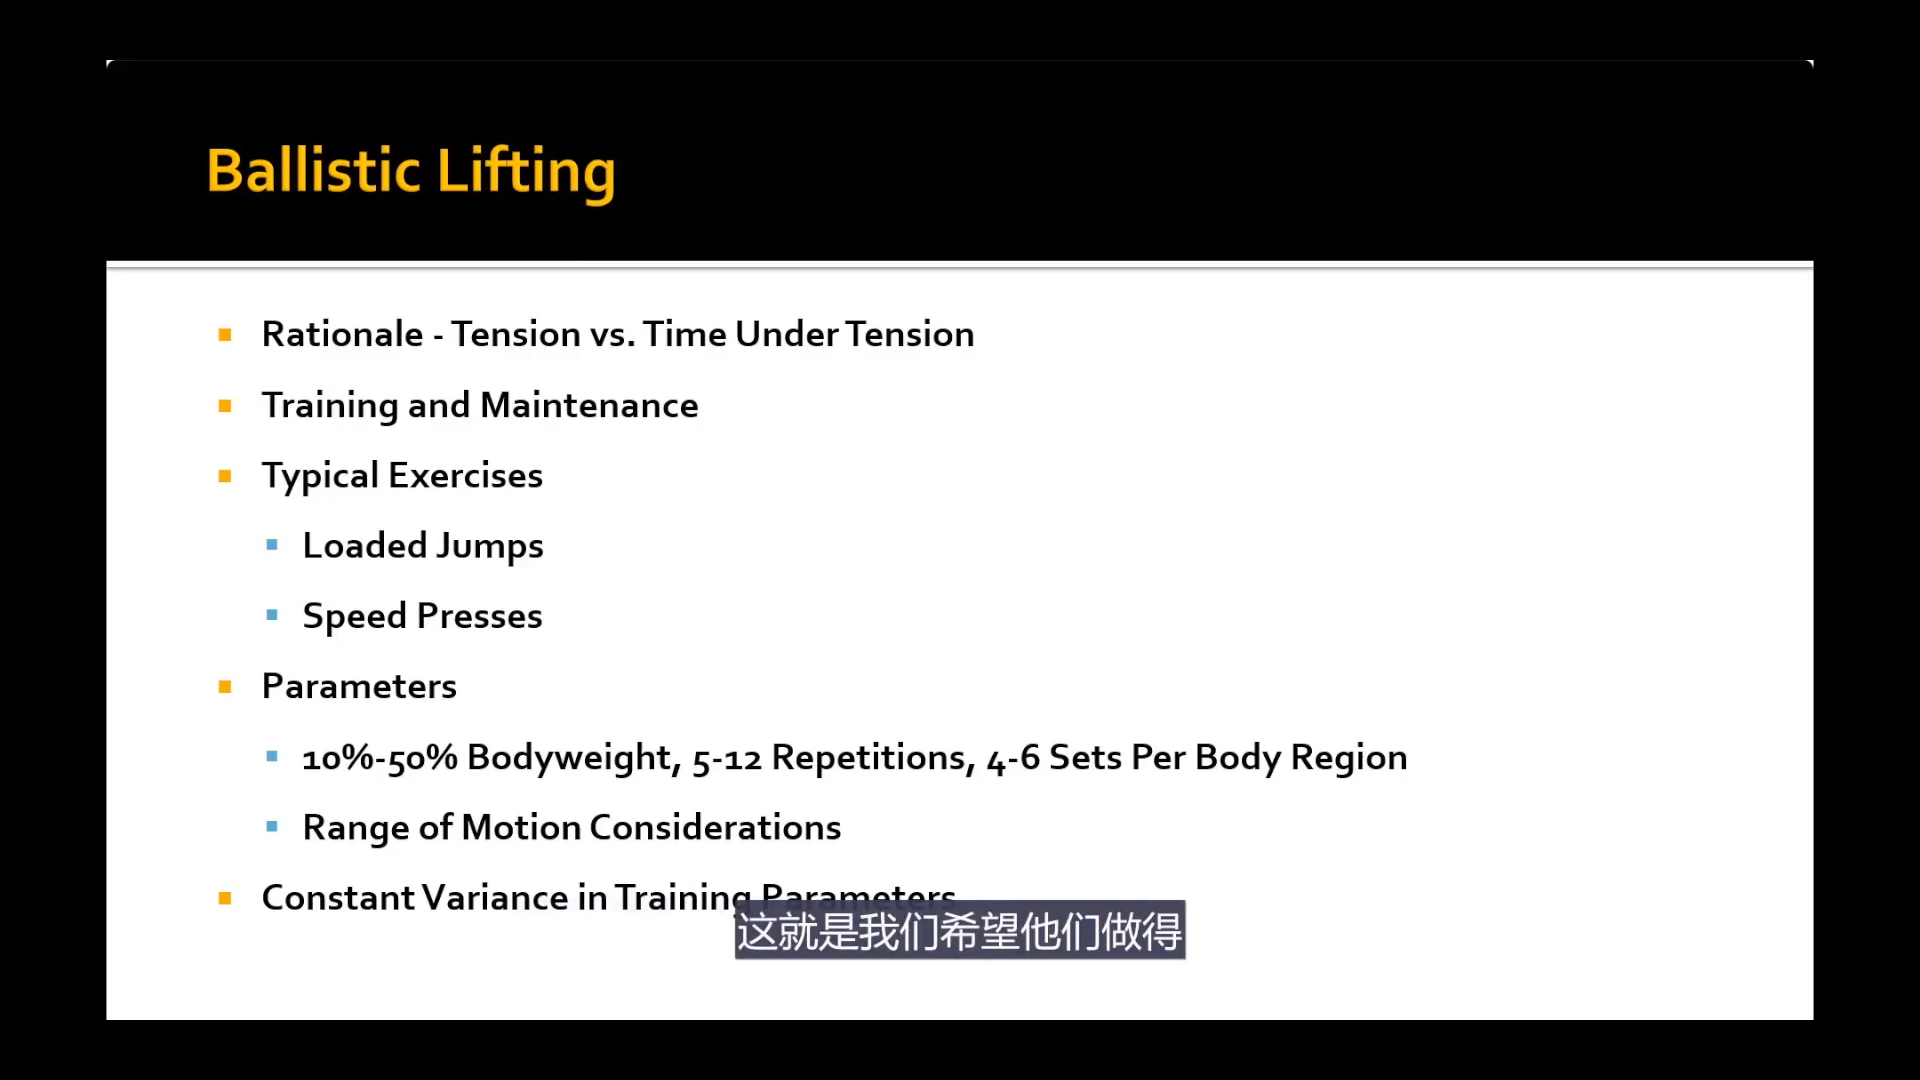 Ballistic Lifting
Rationale - Tension vs. Time Under Tension
Training and Maintenance
Typical Exercises
Loaded Jumps
Speed Presses
Parameters
10%-50% Bodyweight, 5-12 Repetitions, 4-6 Sets Per Body Region
Range of Motion Considerations
Constant Variance in Training Parameters
这就是我们希望他们做得